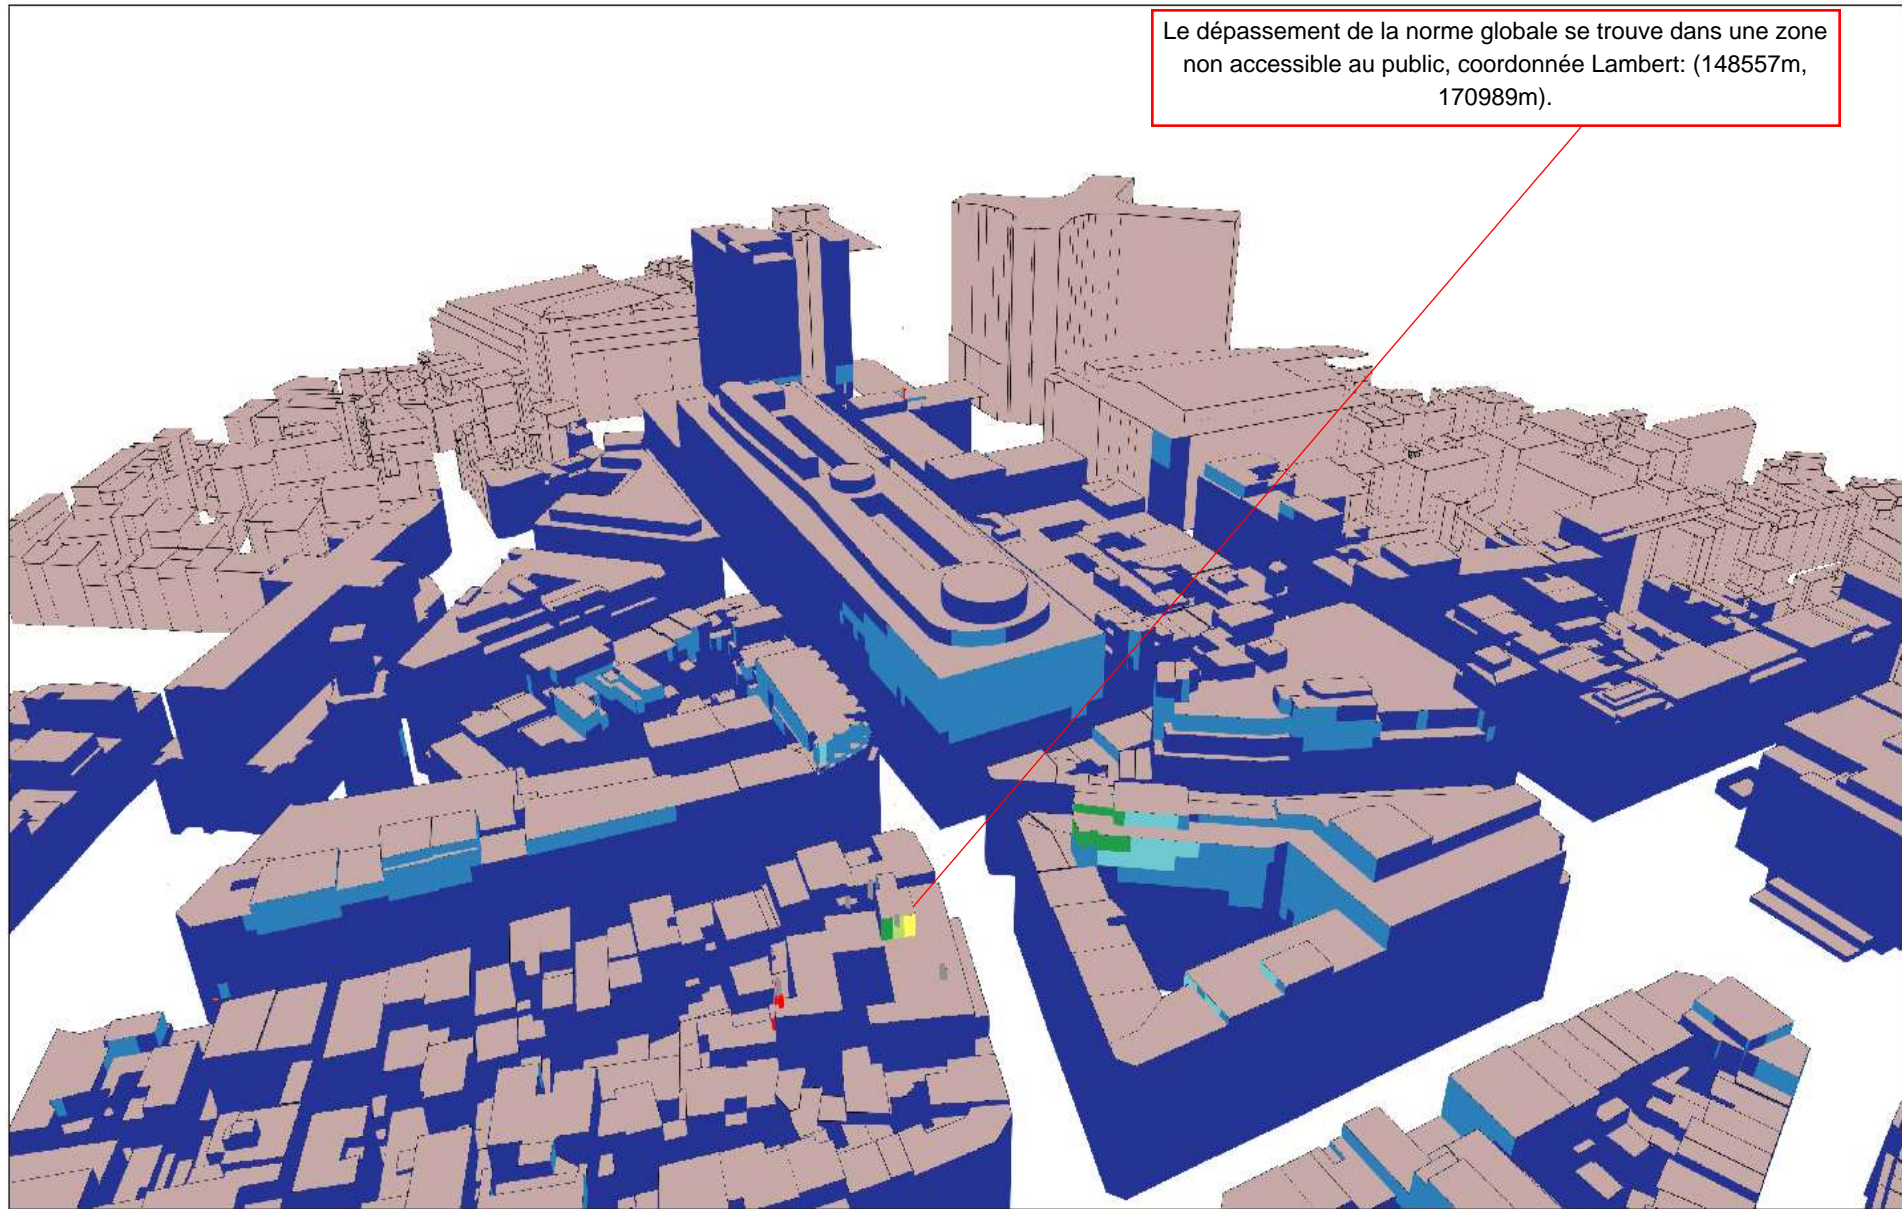 Le dépassement de la norme globale se trouve dans une zone
non accessible au public, coordonnée Lambert: (148557m,
170989m).